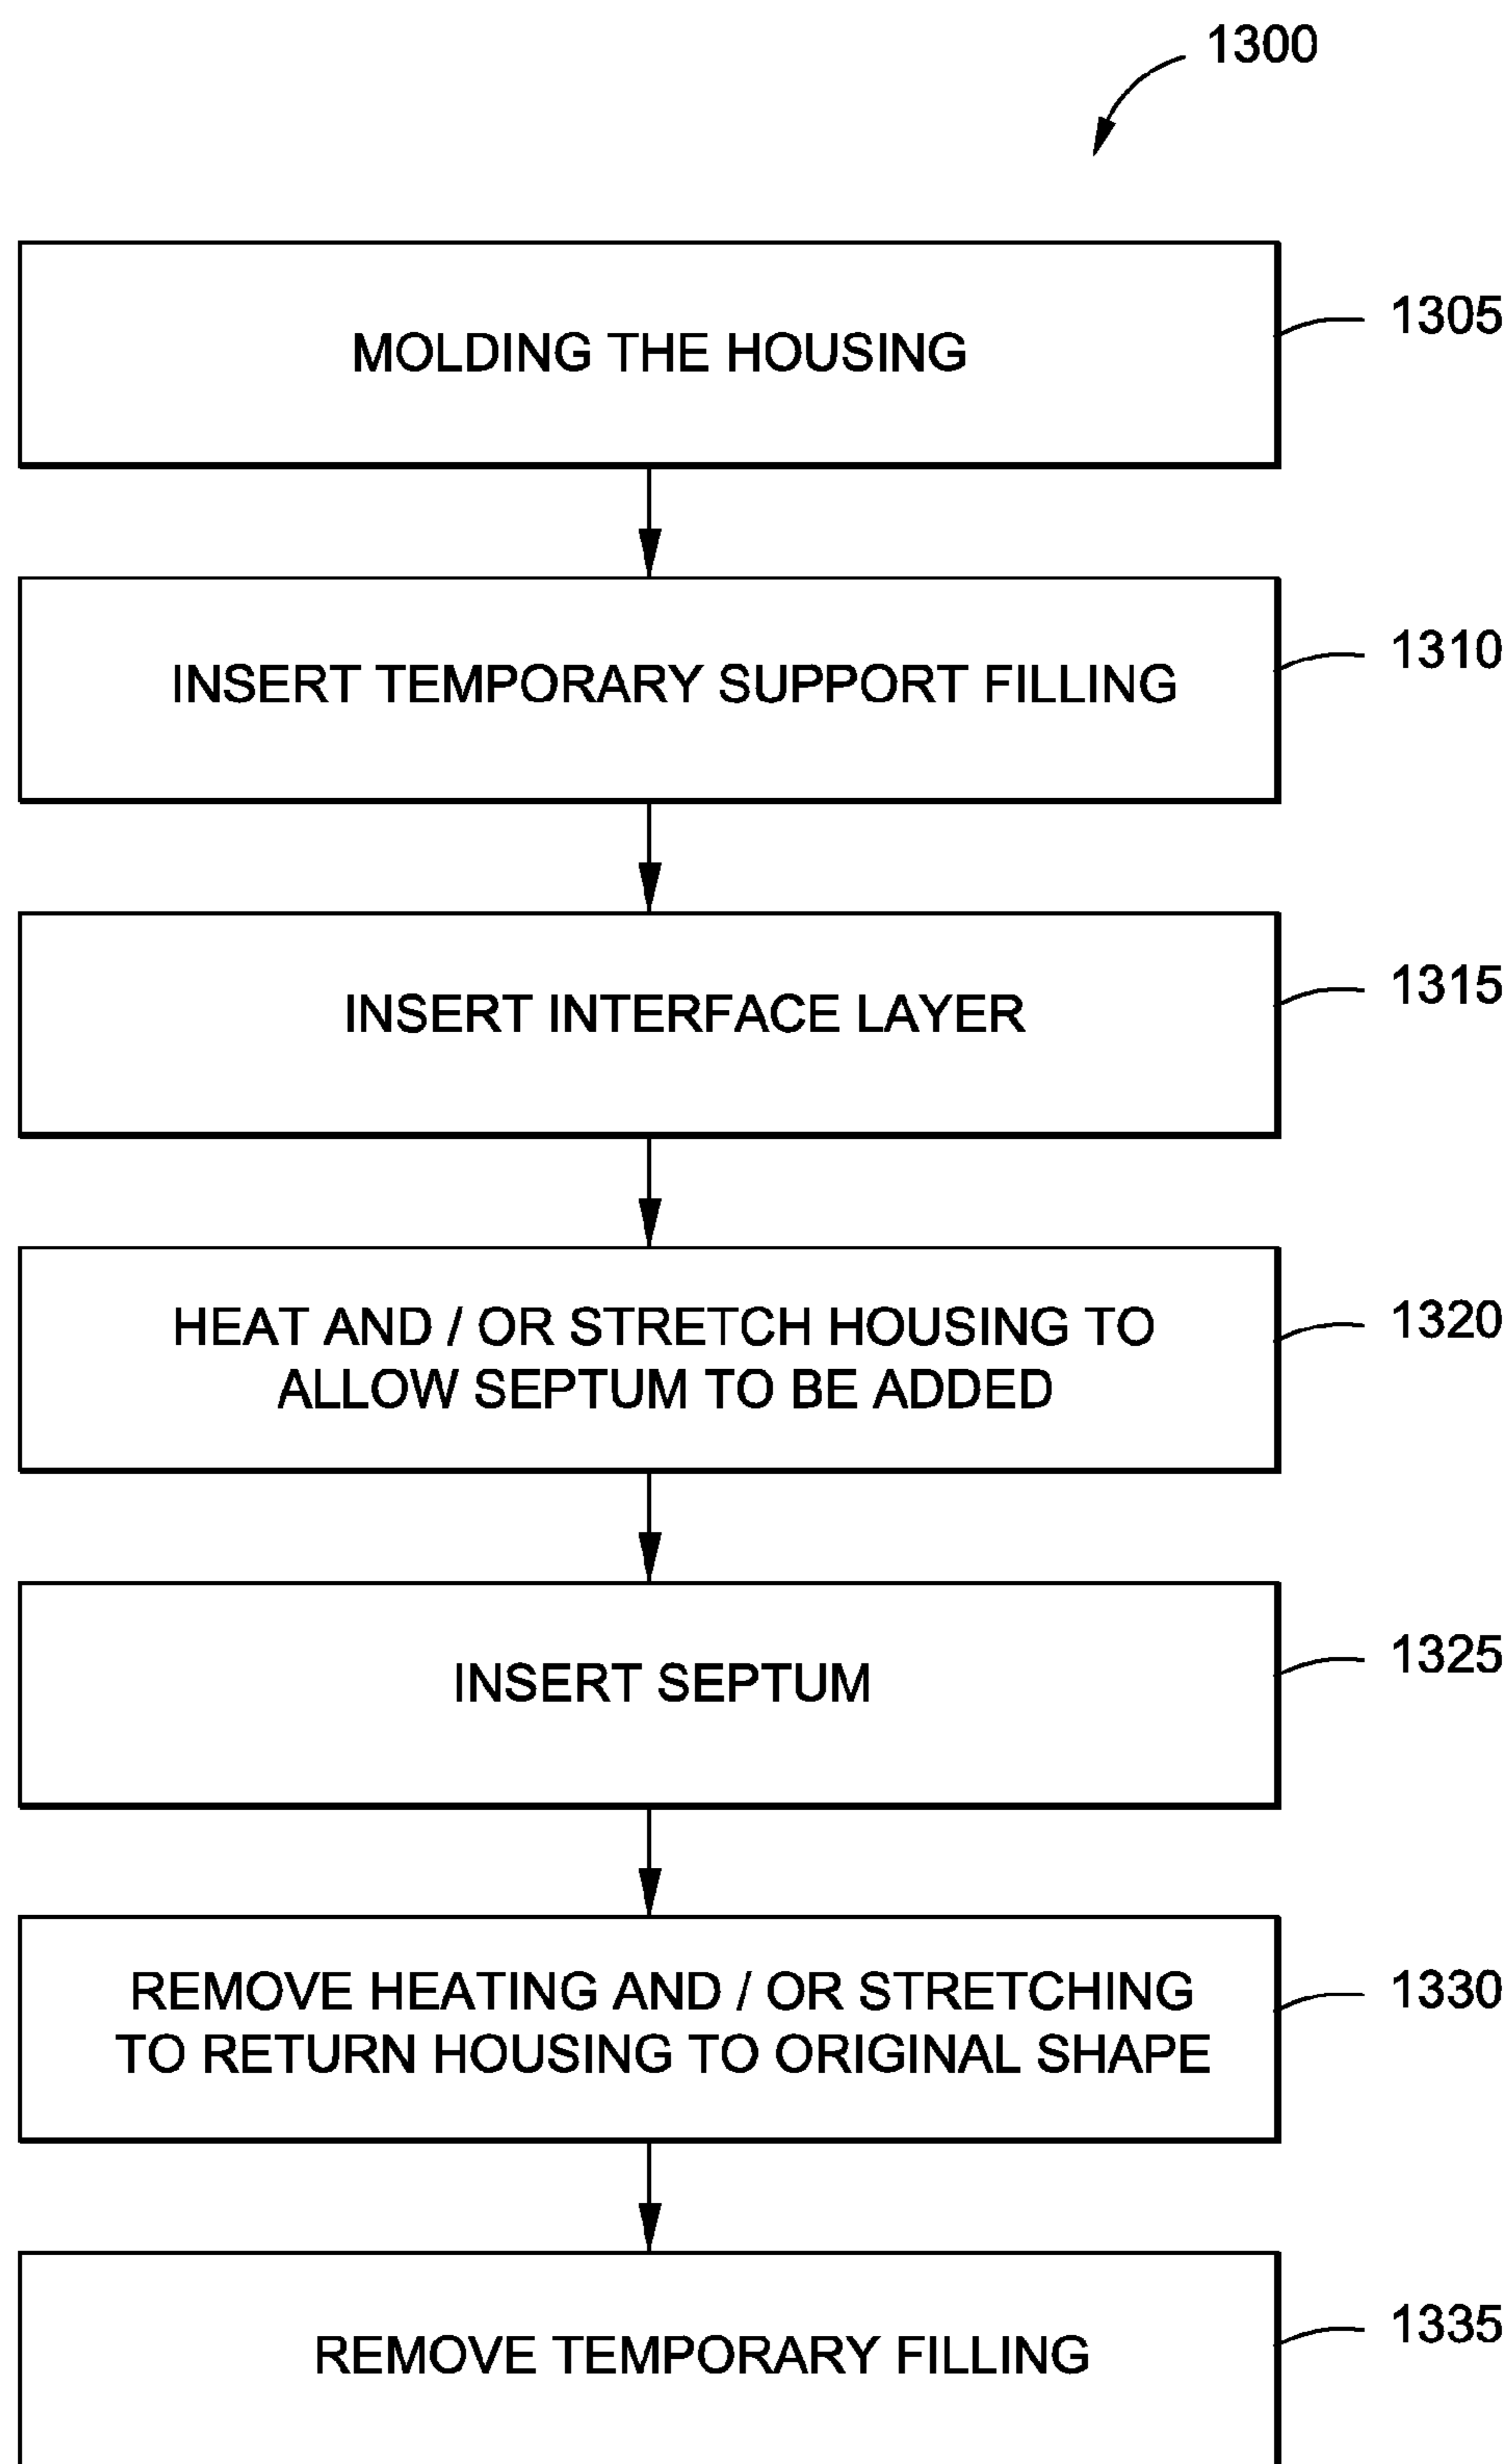 1300
MOLDING THE HOUSING
1305
INSERT TEMPORARY SUPPORT FILLING
1310
INSERT INTERFACE LAYER
1315
HEAT AND / OR STRETCH HOUSING TO
ALLOW SEPTUM TO BE ADDED
1320
INSERT SEPTUM
1325
REMOVE HEATING AND / OR STRETCHING
TO RETURN HOUSING TO ORIGINAL SHAPE
1330
REMOVE TEMPORARY FILLING
1335